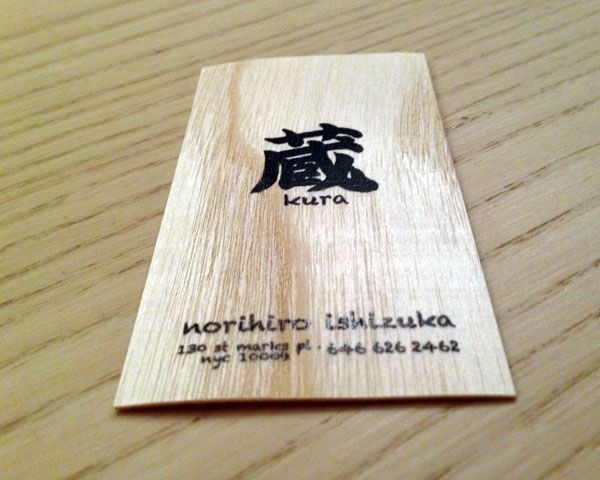 蔵
kura
norihiro ishizuka
130 st marks pl · 646 626 2462
nyc 10009